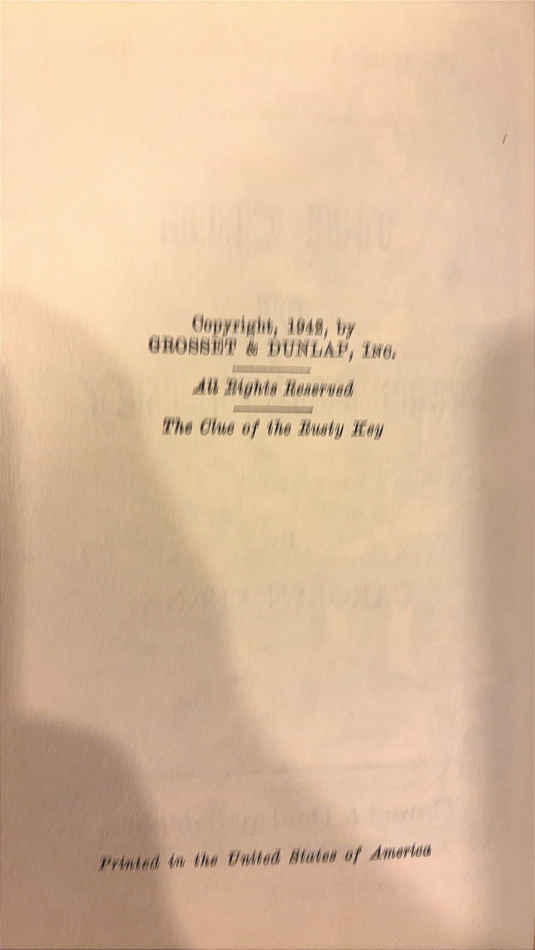 Copyright, 1942, by
GROSSET & DUNLAP, INC.
All Rights Reserved
The Clue of the Rusty Key
Printed in the United States of America